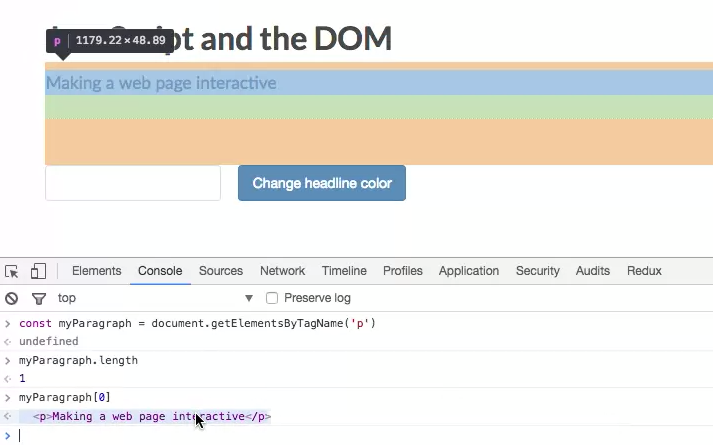 JavaScript and the DOM
p 1179.22 × 48.89
Making a web page interactive
Change headline color
Elements Console Sources Network Timeline Profiles Application Security Audits Redux
top Preserve log
> const myParagraph = document.getElementsByTagName('p')
undefined
> myParagraph.length
1
> myParagraph[0]
<p>Making a web page interactive</p>
>